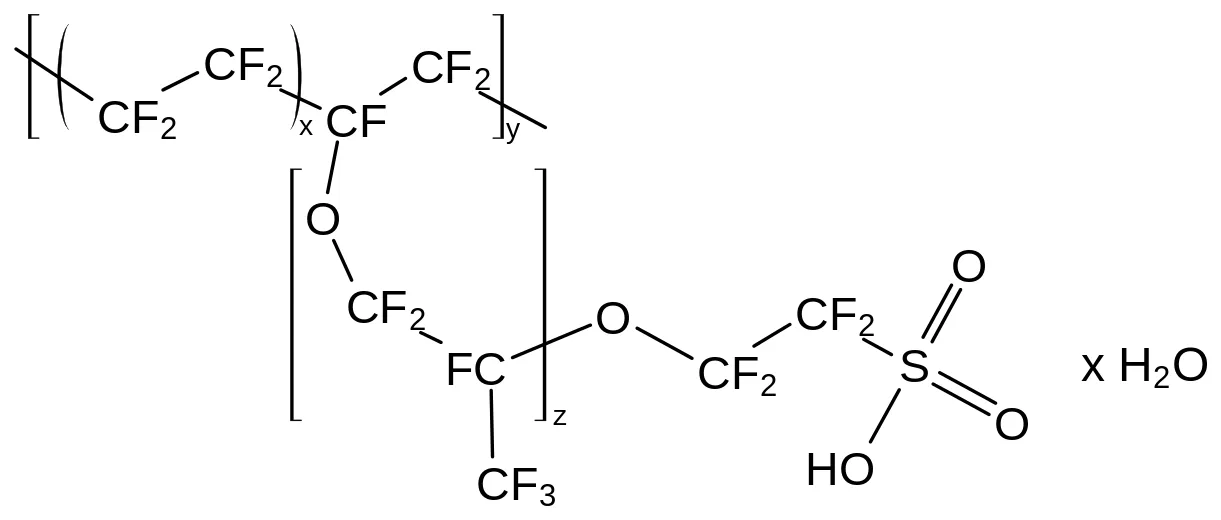 CF2 CF2
CF2 x CF y
O
O
CF2 O CF2
FC CF2 S x H2O
z O
HO
CF3